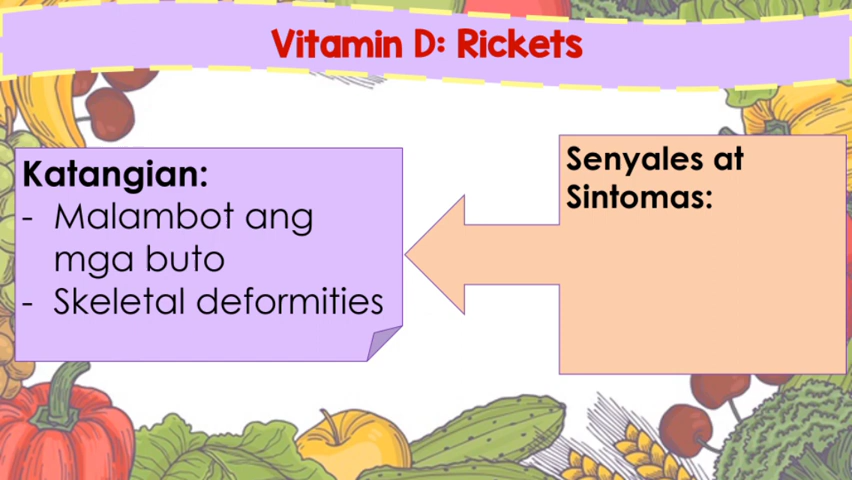 Vitamin D: Rickets
Katangian:
- Malambot ang
mga buto
- Skeletal deformities
Senyales at
Sintomas: